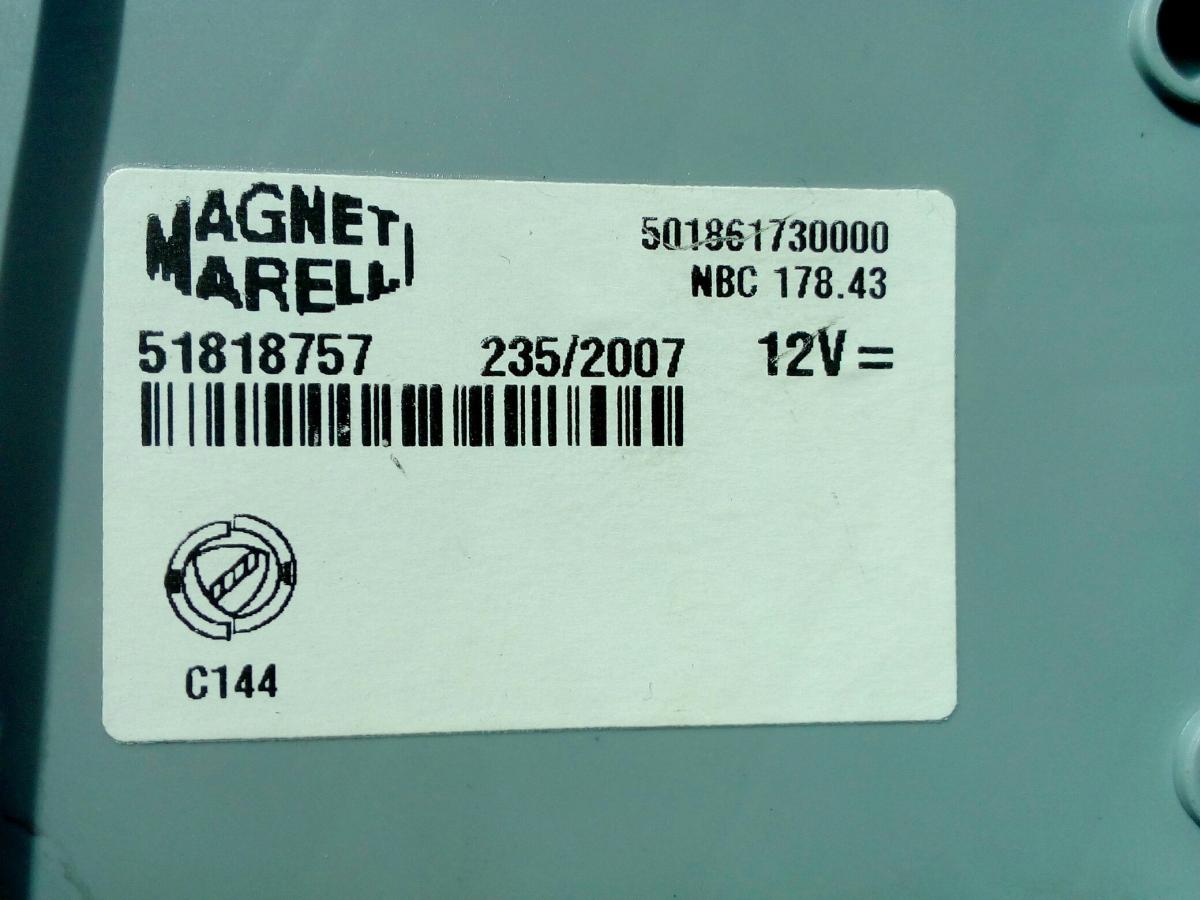 MAGNETI
MARELLI
501861730000
NBC 178.43
51818757 235/2007 12V =
C144